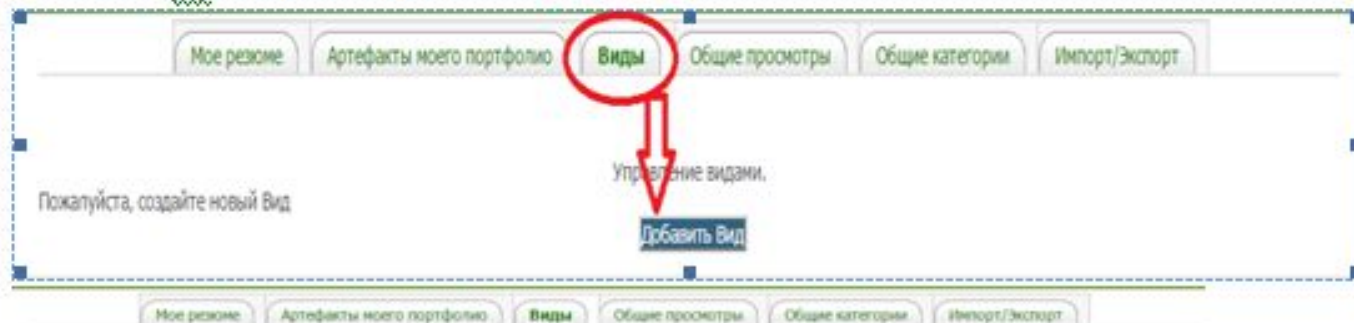 Мое резюме Артефакты моего портфолио Виды Общие просмотры Общие категории Импорт/Экспорт
Управление видами.
Пожалуйста, создайте новый Вид
Добавить Вид
Мое резюме Артефакты моего портфолио Виды Общие просмотры Общие категории Импорт/Экспорт